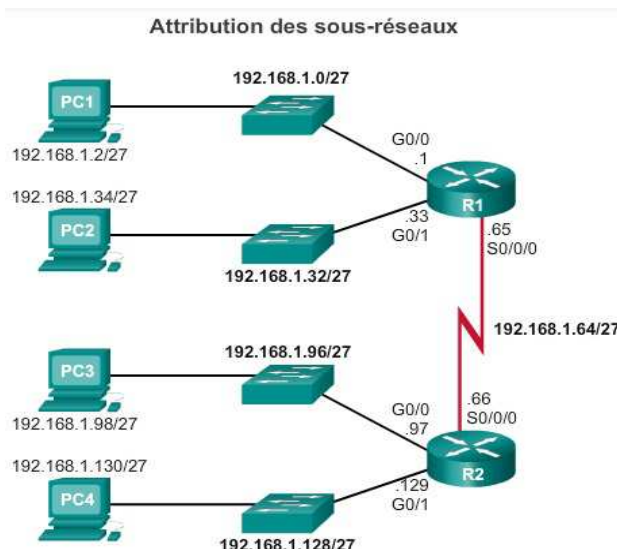 Attribution des sous-réseaux
192.168.1.0/27
PC1
192.168.1.2/27
G0/0
.1
R1
192.168.1.34/27
PC2
.33
G0/1
192.168.1.32/27
.65
S0/0/0
192.168.1.64/27
192.168.1.96/27
PC3
192.168.1.98/27
G0/0
.97
.66
S0/0/0
R2
192.168.1.130/27
PC4
.129
G0/1
192.168.1.128/27